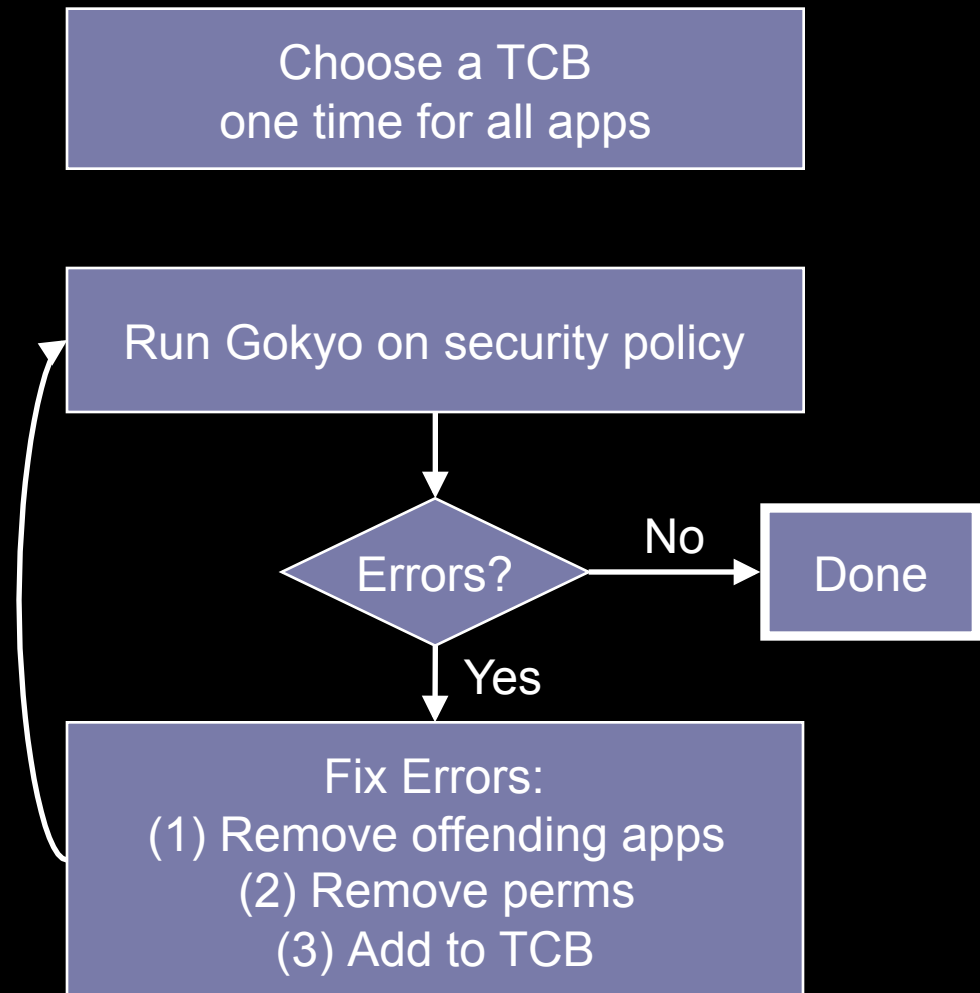 Choose a TCB
one time for all apps
Run Gokyo on security policy
Errors?
No
Done
Yes
Fix Errors:
(1) Remove offending apps
(2) Remove perms
(3) Add to TCB